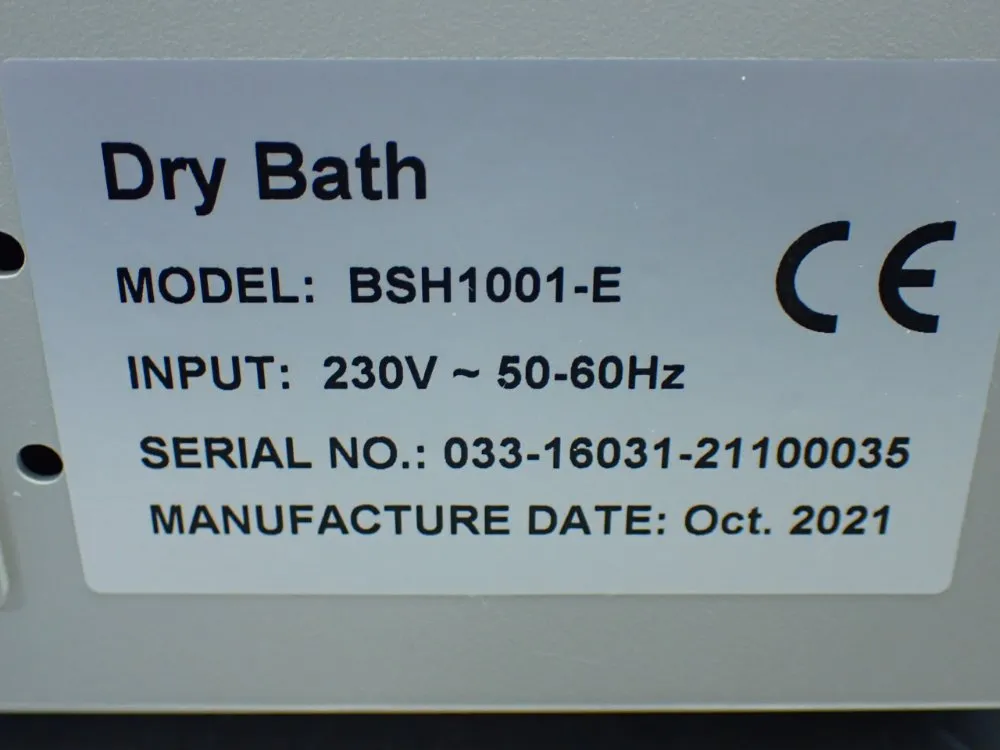 Dry Bath
CE
MODEL: BSH1001-E
INPUT: 230V ~ 50-60Hz
SERIAL NO.: 033-16031-21100035
MANUFACTURE DATE: Oct. 2021